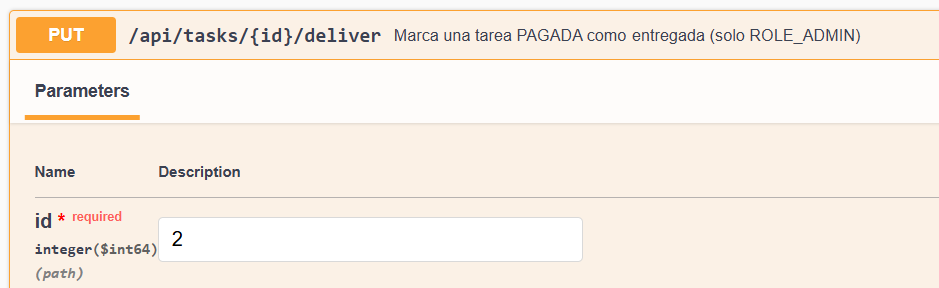 PUT /api/tasks/{id}/deliver Marca una tarea PAGADA como entregada (solo ROLE_ADMIN)
Parameters
Name Description
id * required
integer($int64) 2
(path)